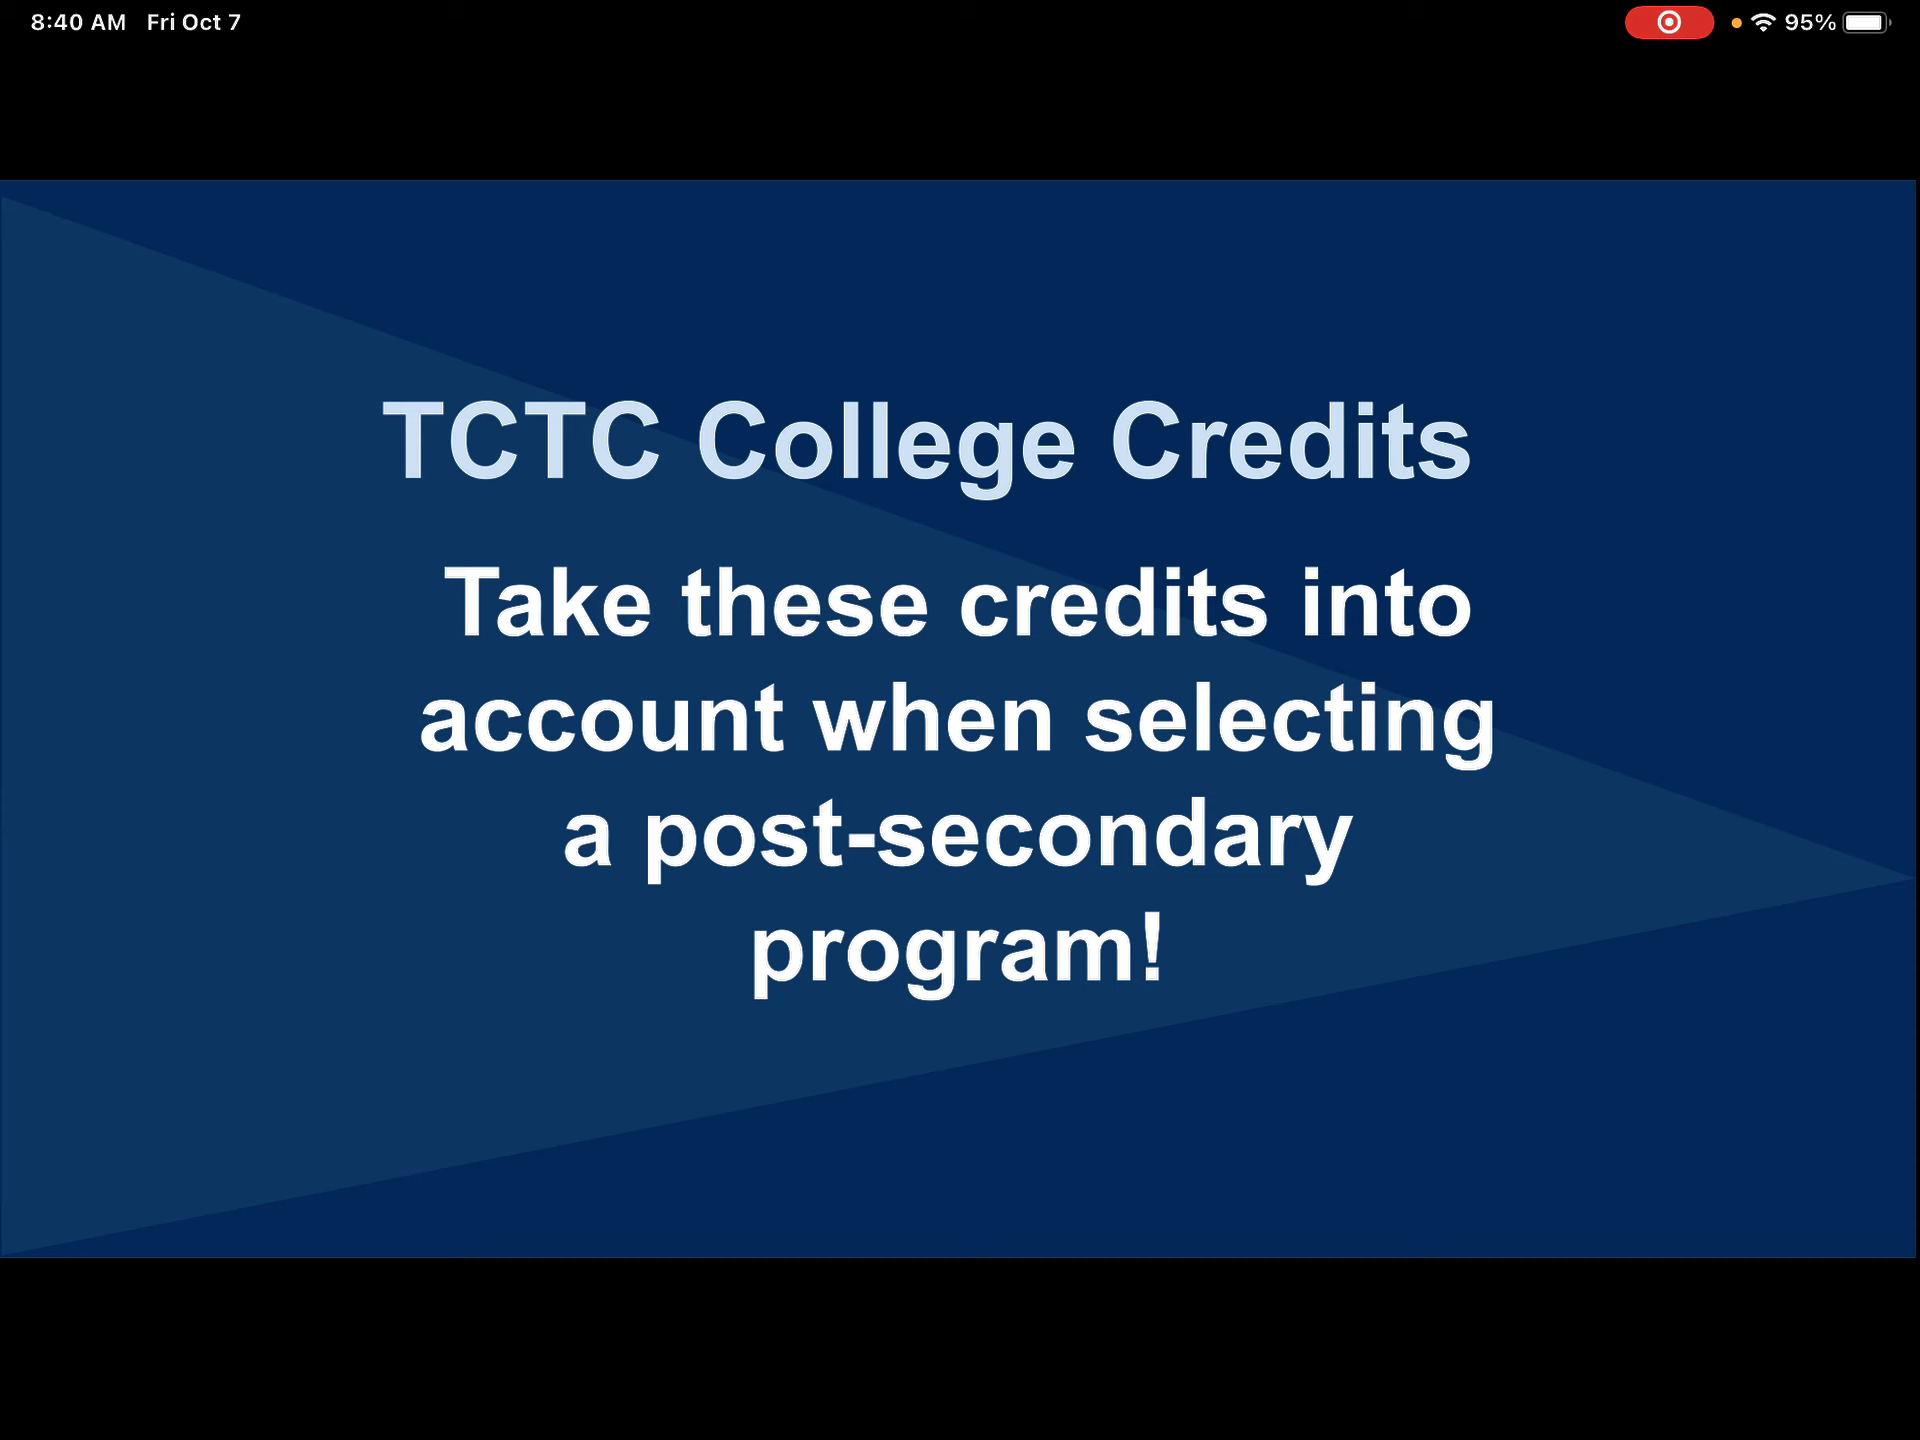 8:40 AM Fri Oct 7 95%
TCTC College Credits
Take these credits into
account when selecting
a post-secondary
program!